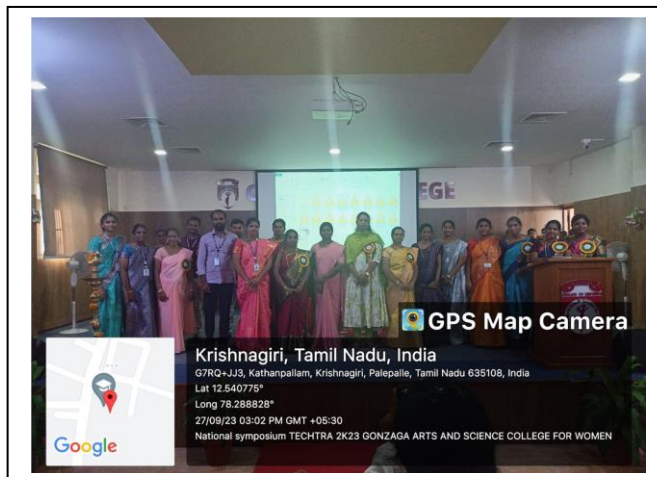 EGE
GPS Map Camera
Krishnagiri, Tamil Nadu, India
G7RQ+JJ3, Kathanpallam, Krishnagiri, Palepalle, Tamil Nadu 635108, India
Lat 12.540775°
Long 78.288828°
27/09/23 03:02 PM GMT +05:30
National symposium TECHTRA 2K23 GONZAGA ARTS AND SCIENCE COLLEGE FOR WOMEN
Google